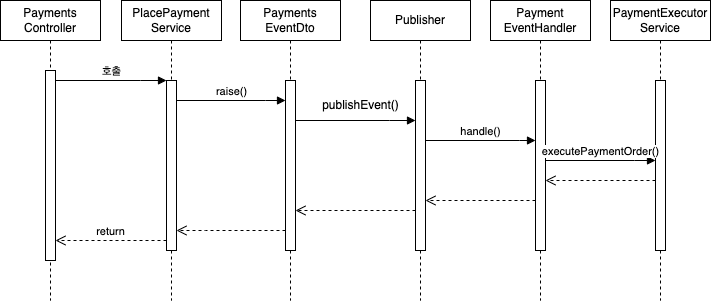 Payments
Controller
PlacePayment
Service
Payments
EventDto
Publisher
Payment
EventHandler
PaymentExecutor
Service
호출
raise()
publishEvent()
handle()
executePaymentOrder()
return